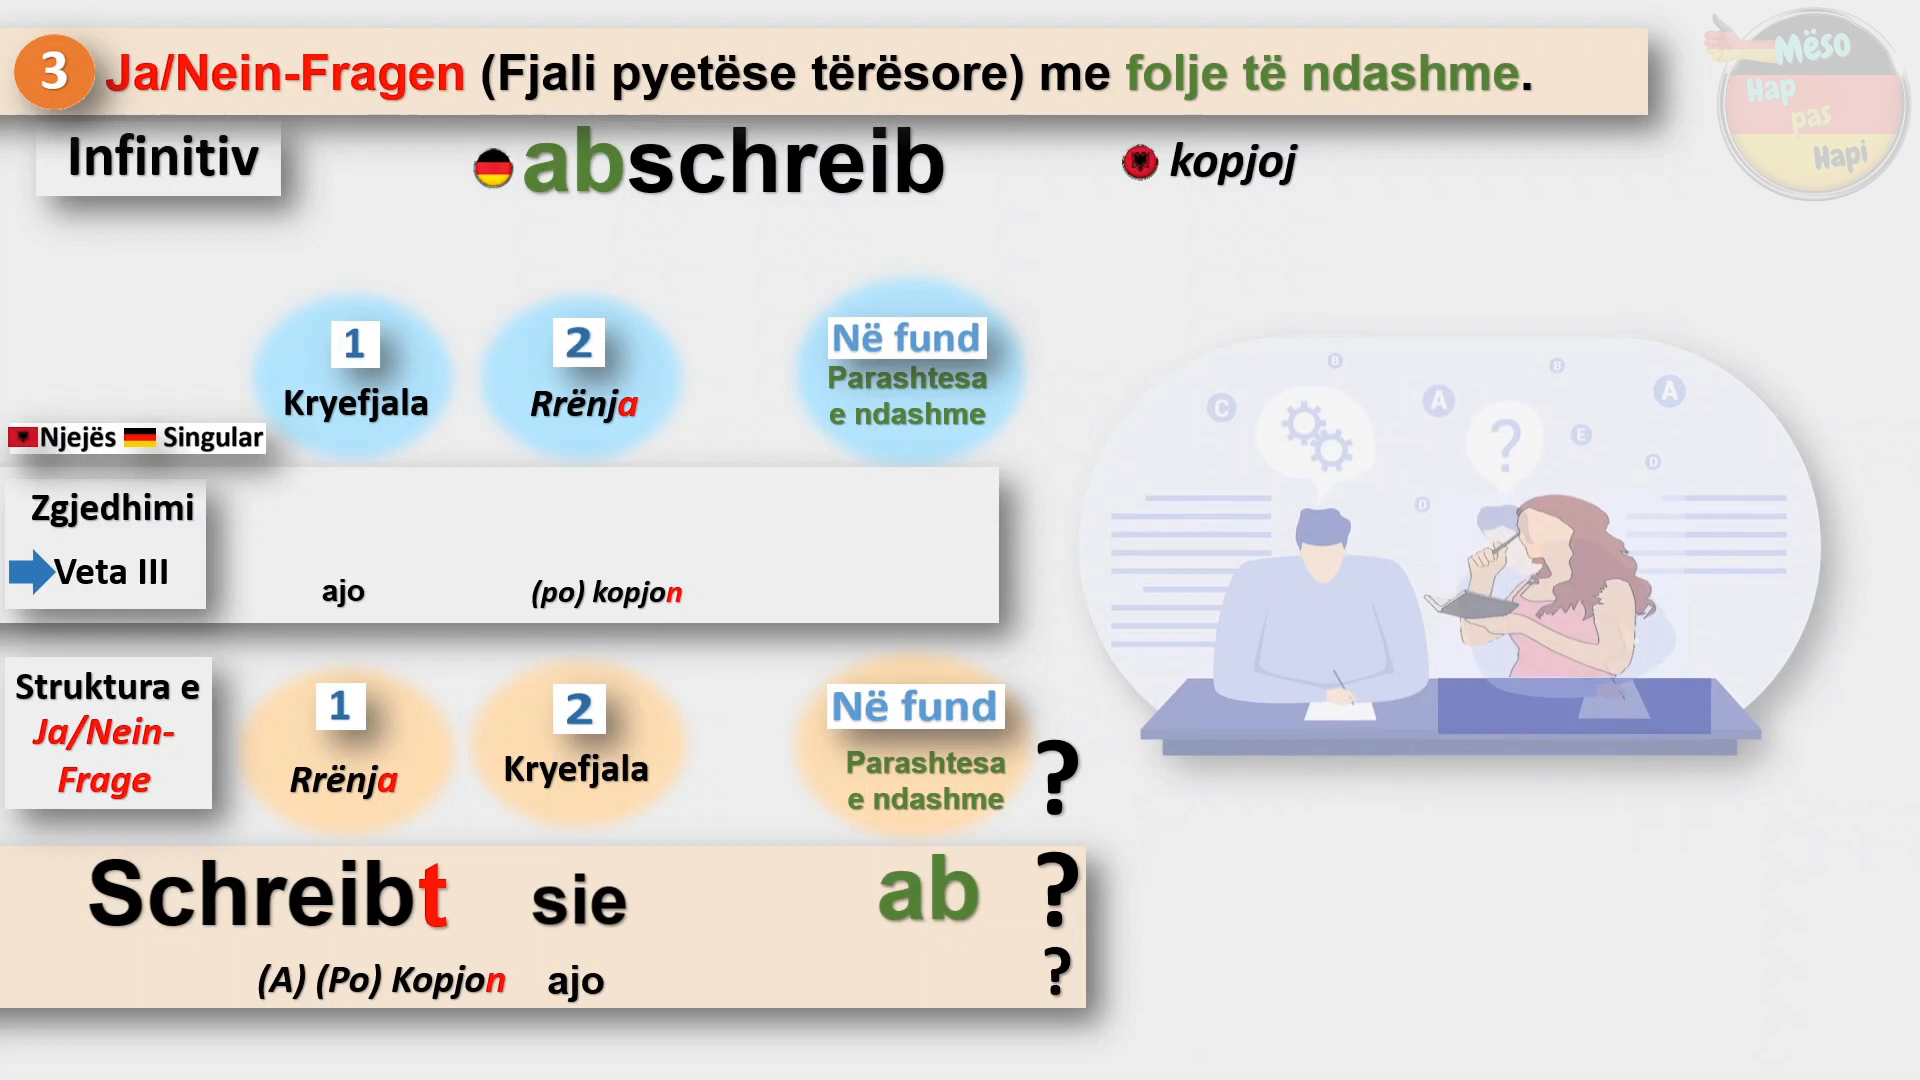 3 Ja/Nein-Fragen (Fjali pyetëse tërësore) me folje të ndashme.
Mëso
Hap
pas
Hapi
Infinitiv
abschreib
kopjoj
1
2
Në fund
Kryefjala
Rrënja
Parashtesa
e ndashme
Njejës Singular
Zgjedhimi
Veta III
ajo
(po) kopjon
C
B
A
B
A
E
D
D
?
Struktura e
Ja/Nein-
Frage
1
2
Në fund
Rrënja
Kryefjala
Parashtesa
e ndashme
?
Schreibt sie ab ?
(A) (Po) Kopjon ajo ?